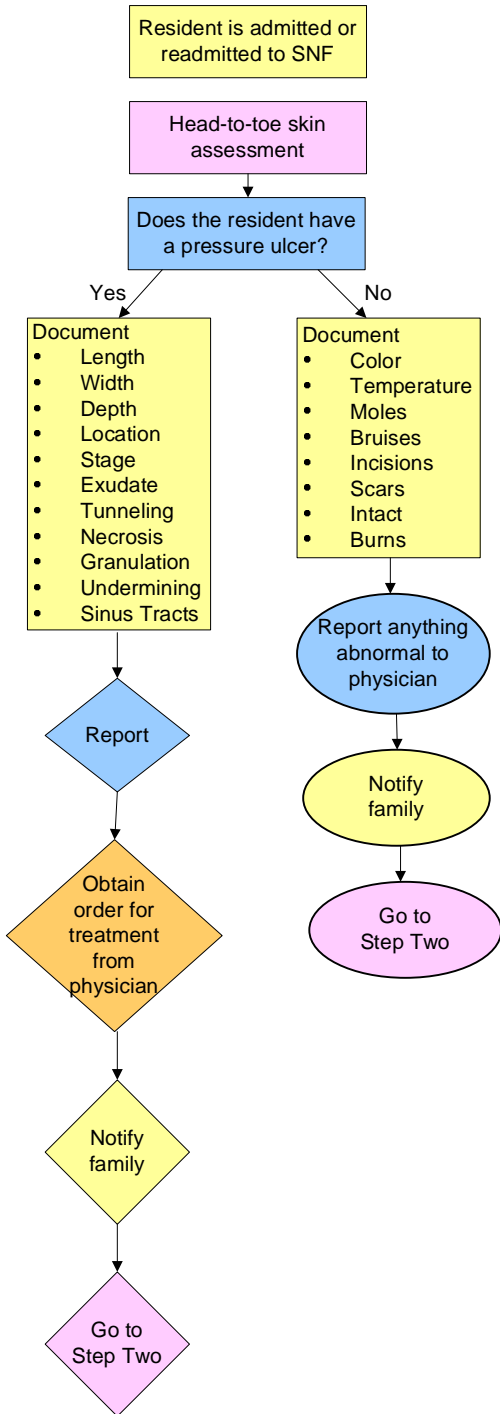 Resident is admitted or
readmitted to SNF
Head-to-toe skin
assessment
Does the resident have
a pressure ulcer?
Yes
No
Document
• Length
• Width
• Depth
• Location
• Stage
• Exudate
• Tunneling
• Necrosis
• Granulation
• Undermining
• Sinus Tracts
Document
• Color
• Temperature
• Moles
• Bruises
• Incisions
• Scars
• Intact
• Burns
Report anything
abnormal to
physician
Notify
family
Go to
Step Two
Report
Obtain
order for
treatment
from
physician
Notify
family
Go to
Step Two